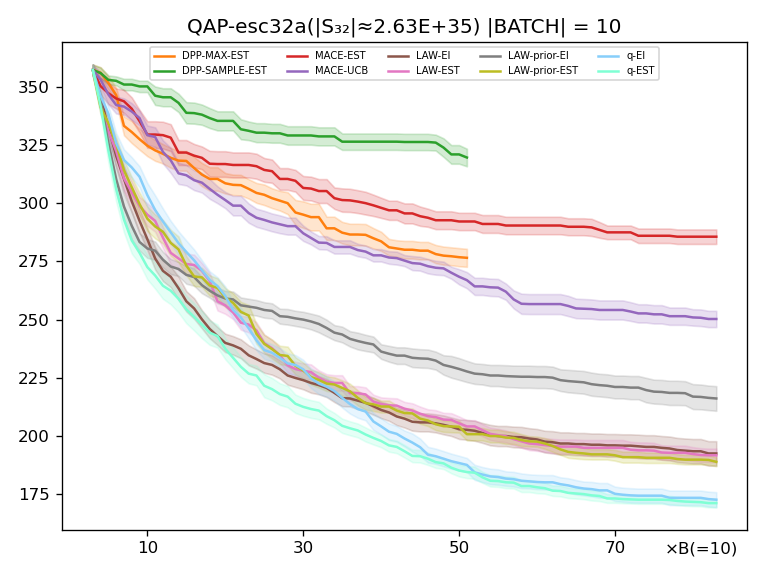 QAP-esc32a(|S₃₂|≈2.63E+35) |BATCH| = 10
DPP-MAX-EST MACE-EST LAW-EI LAW-prior-EI q-EI
DPP-SAMPLE-EST MACE-UCB LAW-EST LAW-prior-EST q-EST
350
325
300
275
250
225
200
175
10 30 50 70 ×B(=10)